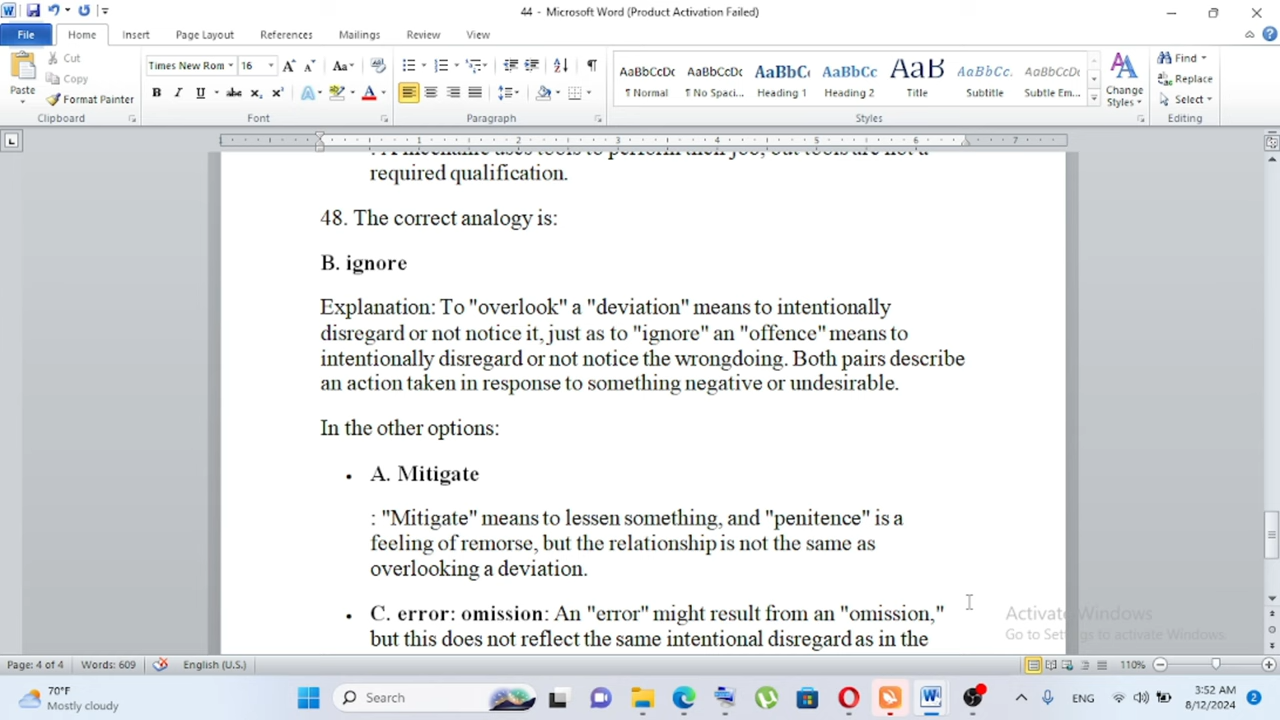 44 - Microsoft Word (Product Activation Failed)
File Home Insert Page Layout References Mailings Review View
Paste
Cut
Copy
Format Painter
Clipboard
Times New Rom 16
Font
Paragraph
AaBbCcDc AaBbCcDc AaBbC AaBbCc AaB AaBbCc. AaBbCcDc
¶ Normal ¶ No Spaci... Heading 1 Heading 2 Title Subtitle Subtle Em...
Change Styles
Styles
Find
Replace
Select
Editing
required qualification.
48. The correct analogy is:
B. ignore
Explanation: To "overlook" a "deviation" means to intentionally
disregard or not notice it, just as to "ignore" an "offence" means to
intentionally disregard or not notice the wrongdoing. Both pairs describe
an action taken in response to something negative or undesirable.
In the other options:
• A. Mitigate
: "Mitigate" means to lessen something, and "penitence" is a
feeling of remorse, but the relationship is not the same as
overlooking a deviation.
• C. error: omission: An "error" might result from an "omission,"
but this does not reflect the same intentional disregard as in the
Activate Windows
Go to Settings to activate Windows.
Page: 4 of 4 Words: 609 English (U.S.) 110%
70°F
Mostly cloudy
Search
ENG
3:52 AM
8/12/2024
2